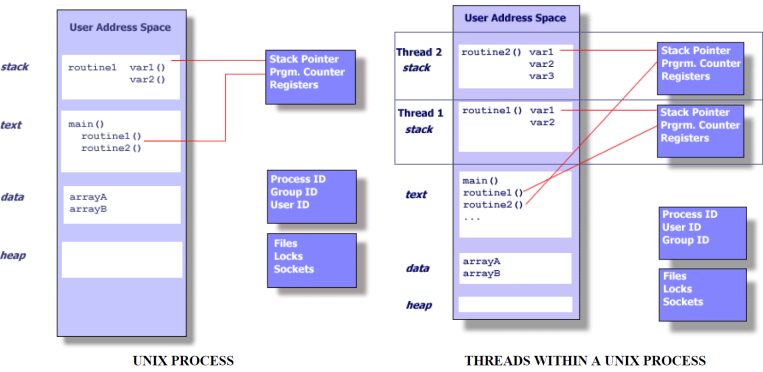 User Address Space
stack
routine1 var1()
var2()
Stack Pointer
Prgm. Counter
Registers
text
main()
routine1()
routine2()
data
arrayA
arrayB
Process ID
Group ID
User ID
heap
Files
Locks
Sockets
UNIX PROCESS
User Address Space
Thread 2
stack
routine2() var1
var2
var3
Stack Pointer
Prgrm. Counter
Registers
Thread 1
stack
routine1() var1
var2
Stack Pointer
Prgrm. Counter
Registers
text
main()
routine1()
routine2()
...
Process ID
User ID
Group ID
data
arrayA
arrayB
Files
Locks
Sockets
heap
THREADS WITHIN A UNIX PROCESS